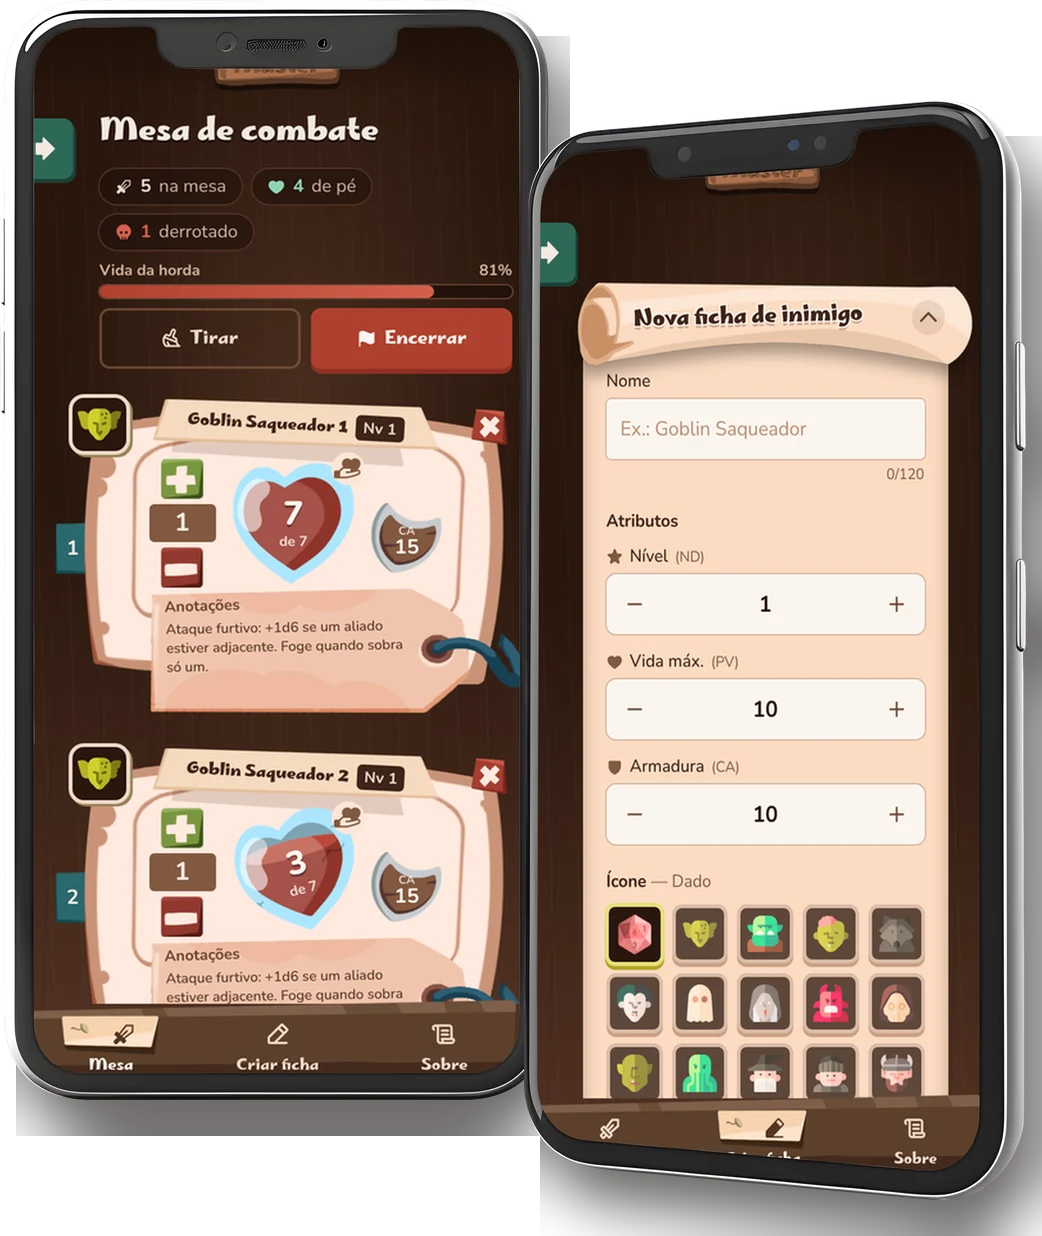 Master
Mesa de combate
5 na mesa
4 de pé
1 derrotado
Vida da horda
81%
Tirar
Encerrar
Goblin Saqueador 1
Nv 1
1
7
de 7
CA
15
1
Anotações
Ataque furtivo: +1d6 se um aliado
estiver adjacente. Foge quando sobra
só um.
Goblin Saqueador 2
Nv 1
1
3
de 7
CA
15
2
Anotações
Ataque furtivo: +1d6 se um aliado
estiver adjacente. Foge quando sobra
Mesa
Criar ficha
Sobre
Master
Nova ficha de inimigo
Nome
Ex.: Goblin Saqueador
0/120
Atributos
Nível (ND)
− 1 +
Vida máx. (PV)
− 10 +
Armadura (CA)
− 10 +
Ícone — Dado
Criar ficha
Sobre